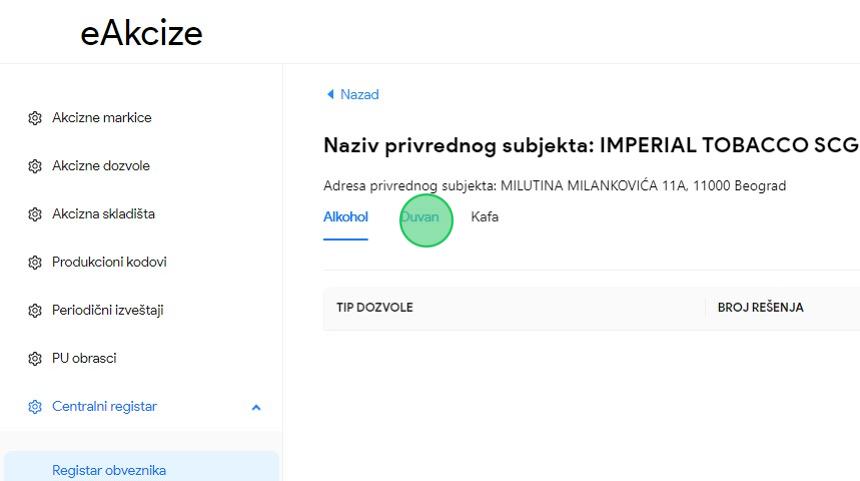 eAkcize
Akcizne markice
Akcizne dozvole
Akcizna skladišta
Produkcioni kodovi
Periodični izveštaji
PU obrasci
Centralni registar
Registar obveznika
Nazad
Naziv privrednog subjekta: IMPERIAL TOBACCO SCG
Adresa privrednog subjekta: MILUTINA MILANKOVIĆA 11A, 11000 Beograd
Alkohol Duvan Kafa
TIP DOZVOLE BROJ REŠENJA